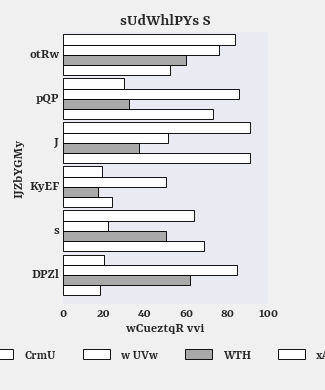 sUdWhlPYs S
otRw
pQP
J
KyEF
s
DPZl
IJZbYGMy
0 20 40 60 80 100
wCueztqR vvi
CrmU w UVw WTH